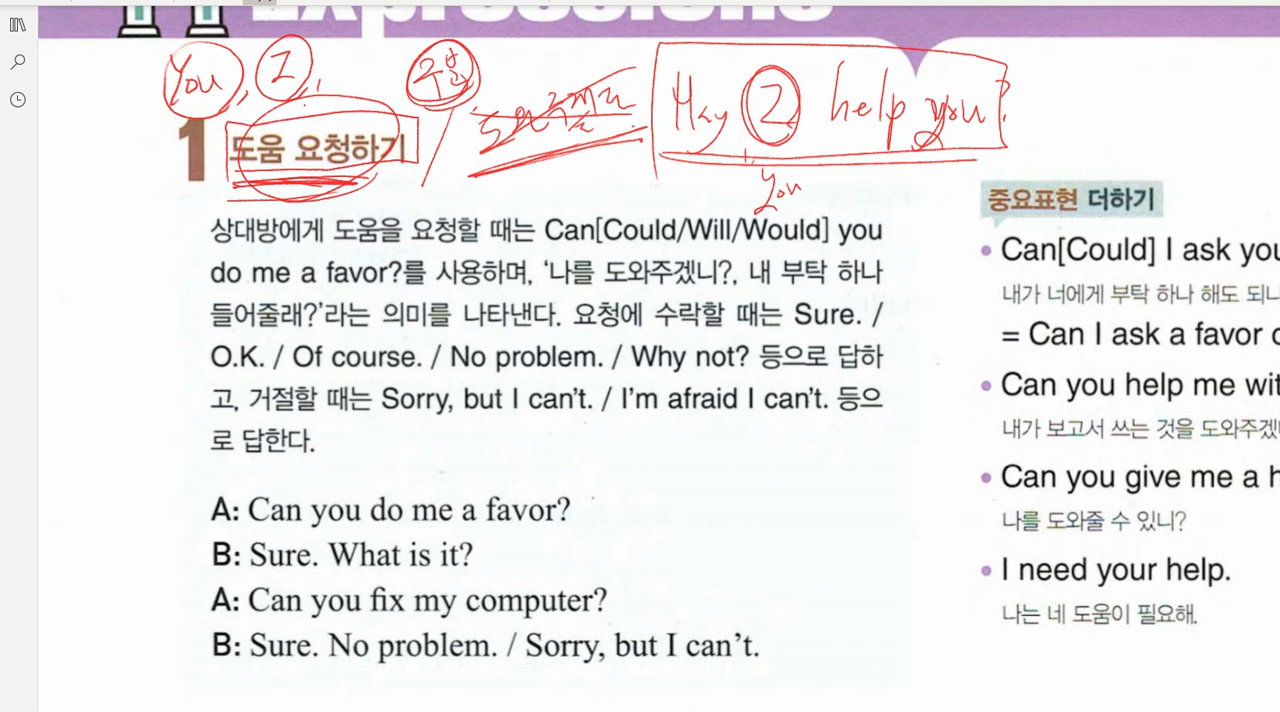 Expressions
You, I,
주발
May I help you?
You
1 도움 요청하기
상대방에게 도움을 요청할 때는 Can[Could/Will/Would] you
do me a favor?를 사용하며, ‘나를 도와주겠니?, 내 부탁 하나
들어줄래?’라는 의미를 나타낸다. 요청에 수락할 때는 Sure. /
O.K. / Of course. / No problem. / Why not? 등으로 답하
고, 거절할 때는 Sorry, but I can’t. / I’m afraid I can’t. 등으
로 답한다.
A: Can you do me a favor?
B: Sure. What is it?
A: Can you fix my computer?
B: Sure. No problem. / Sorry, but I can’t.
중요표현 더하기
• Can[Could] I ask you
내가 너에게 부탁 하나 해도 되니
= Can I ask a favor
• Can you help me wit
내가 보고서 쓰는 것을 도와주겠
• Can you give me a h
나를 도와줄 수 있니?
• I need your help.
나는 네 도움이 필요해.